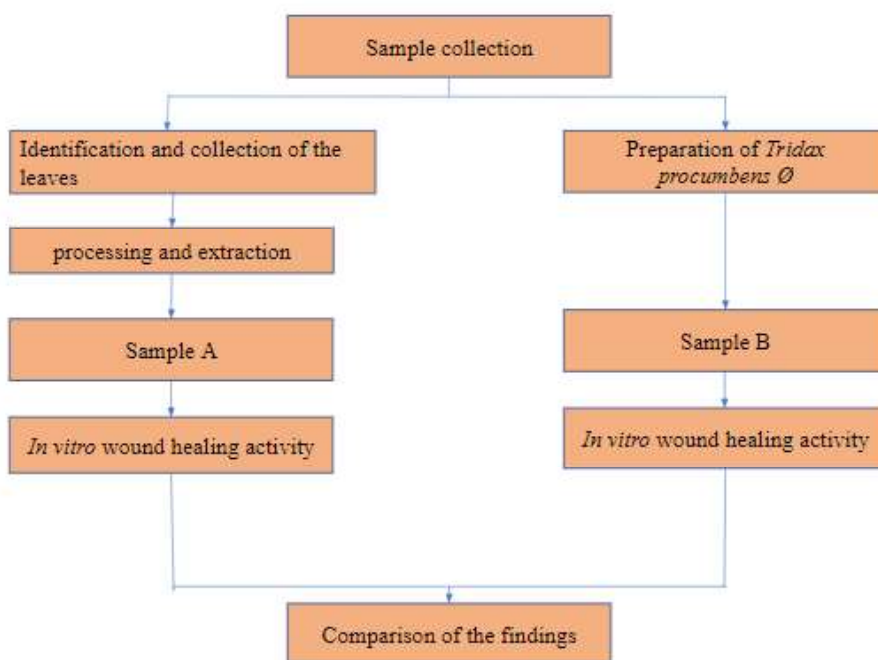 Sample collection
Identification and collection of the
leaves
processing and extraction
Sample A
In vitro wound healing activity
Preparation of Tridax
procumbens Ø
Sample B
In vitro wound healing activity
Comparison of the findings